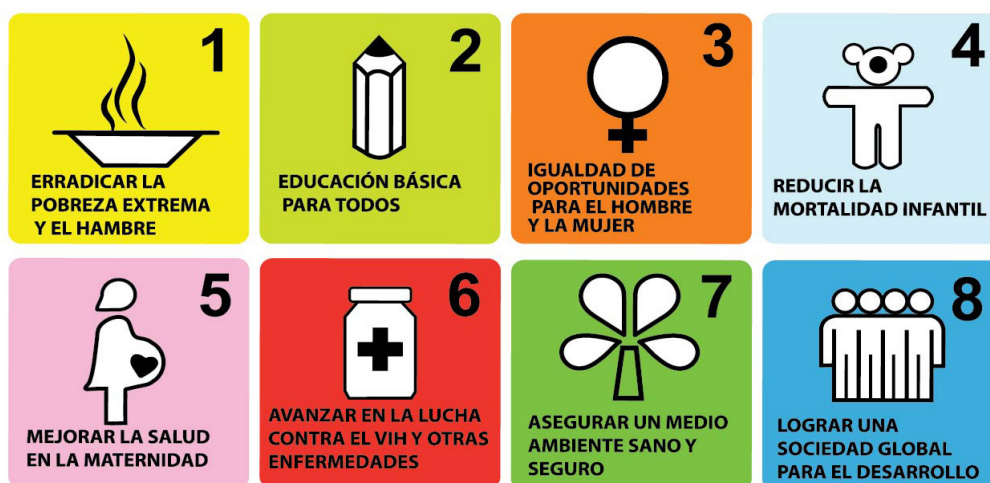 1
ERRADICAR LA
POBREZA EXTREMA
Y EL HAMBRE
2
EDUCACIÓN BÁSICA
PARA TODOS
3
IGUALDAD DE
OPORTUNIDADES
PARA EL HOMBRE
Y LA MUJER
4
REDUCIR LA
MORTALIDAD INFANTIL
5
MEJORAR LA SALUD
EN LA MATERNIDAD
6
AVANZAR EN LA LUCHA
CONTRA EL VIH Y OTRAS
ENFERMEDADES
7
ASEGURAR UN MEDIO
AMBIENTE SANO Y
SEGURO
8
LOGRAR UNA
SOCIEDAD GLOBAL
PARA EL DESARROLLO